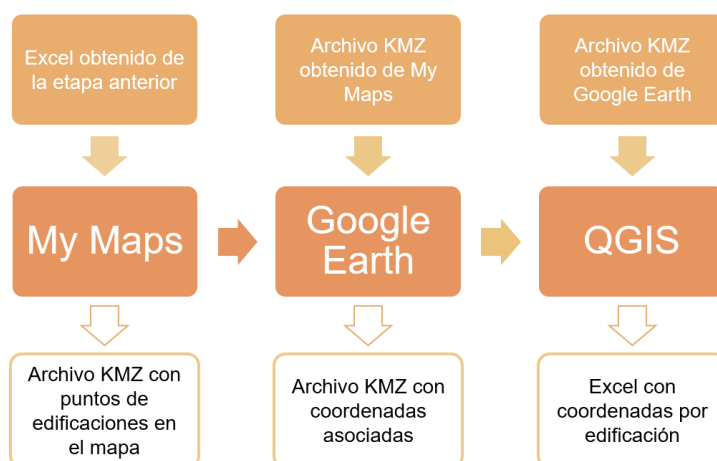 Excel obtenido de
la etapa anterior
Archivo KMZ
obtenido de My
Maps
Archivo KMZ
obtenido de
Google Earth
My Maps
Google
Earth
QGIS
Archivo KMZ con
puntos de
edificaciones en
el mapa
Archivo KMZ con
coordenadas
asociadas
Excel con
coordenadas por
edificación